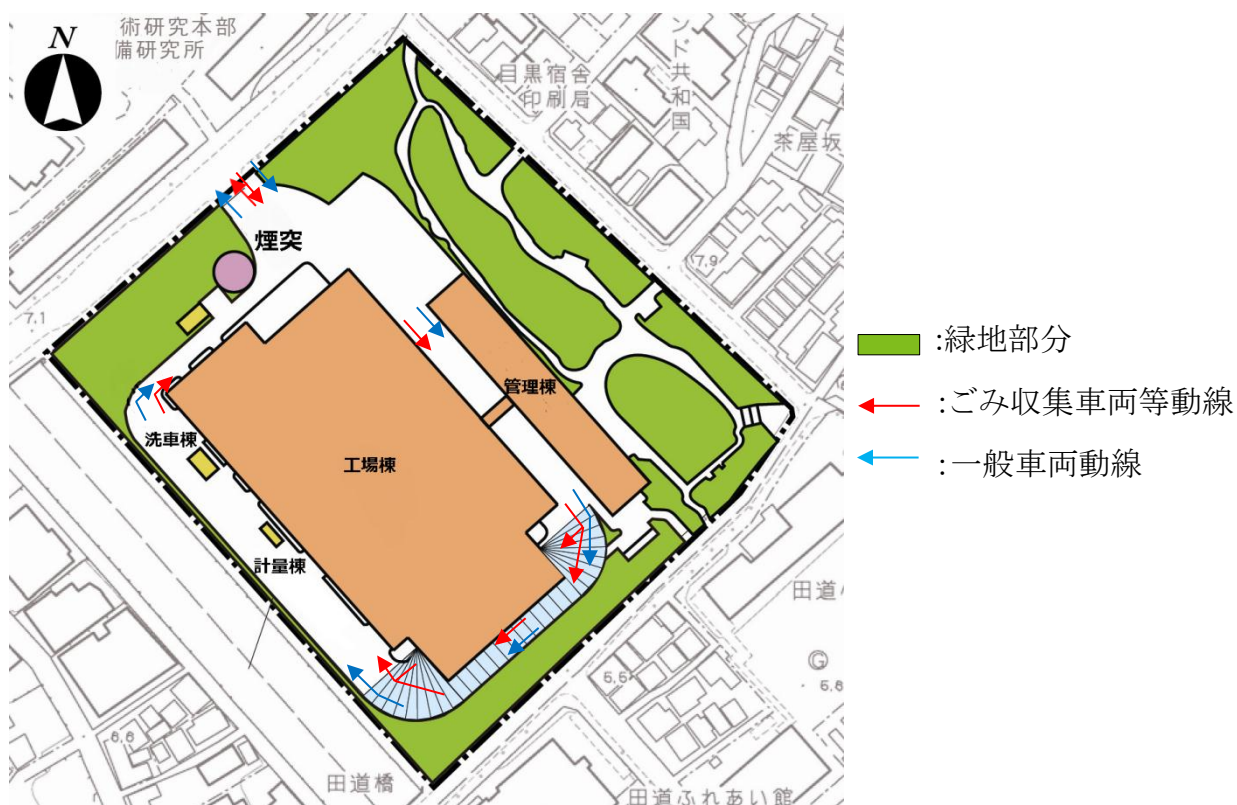 N
術研究本部
備研究所
目黒宿舎
印刷局
ンド共和国
茶屋坂
7,9
煙突
7,1
管理棟
洗車棟
工場棟
計量棟
田道
G
5,5
5,8
6,6
田道橋
田道ふれあい館
:緑地部分
:ごみ収集車両等動線
:一般車両動線